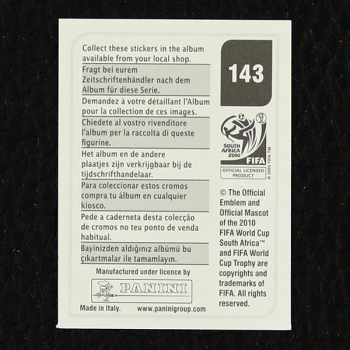 Collect these stickers in the album
available from your local shop.
Fragt bei eurem
Zeitschriftenhändler nach dem
Album für diese Serie.
Demandez à votre détaillant l'Album
pour la collection de ces images.
Chiedete al vostro rivenditore
l'album per la raccolta di queste
figurine.
Het album en de andere
plaatjes zijn verkrijgbaar bij de
tijdschrifthandelaar.
Para coleccionar estos cromos
compra tu álbum en cualquier
kiosco.
Pede a caderneta desta colecção
de cromos no teu ponto de venda
habitual.
Bayinizden aldığınız albümü bu
çıkartmalar ile tamamlayın.
Manufactured under licence by
PANINI
Made in Italy. www.paninigroup.com
143
SOUTH AFRICA
2010
FIFA
OFFICIAL LICENSED
PRODUCT
© 2005 FIFA TM
© The Official
Emblem and
Official Mascot
of the 2010
FIFA World Cup
South Africa™
and FIFA World
Cup Trophy are
copyrights and
trademarks of
FIFA. All rights
reserved.